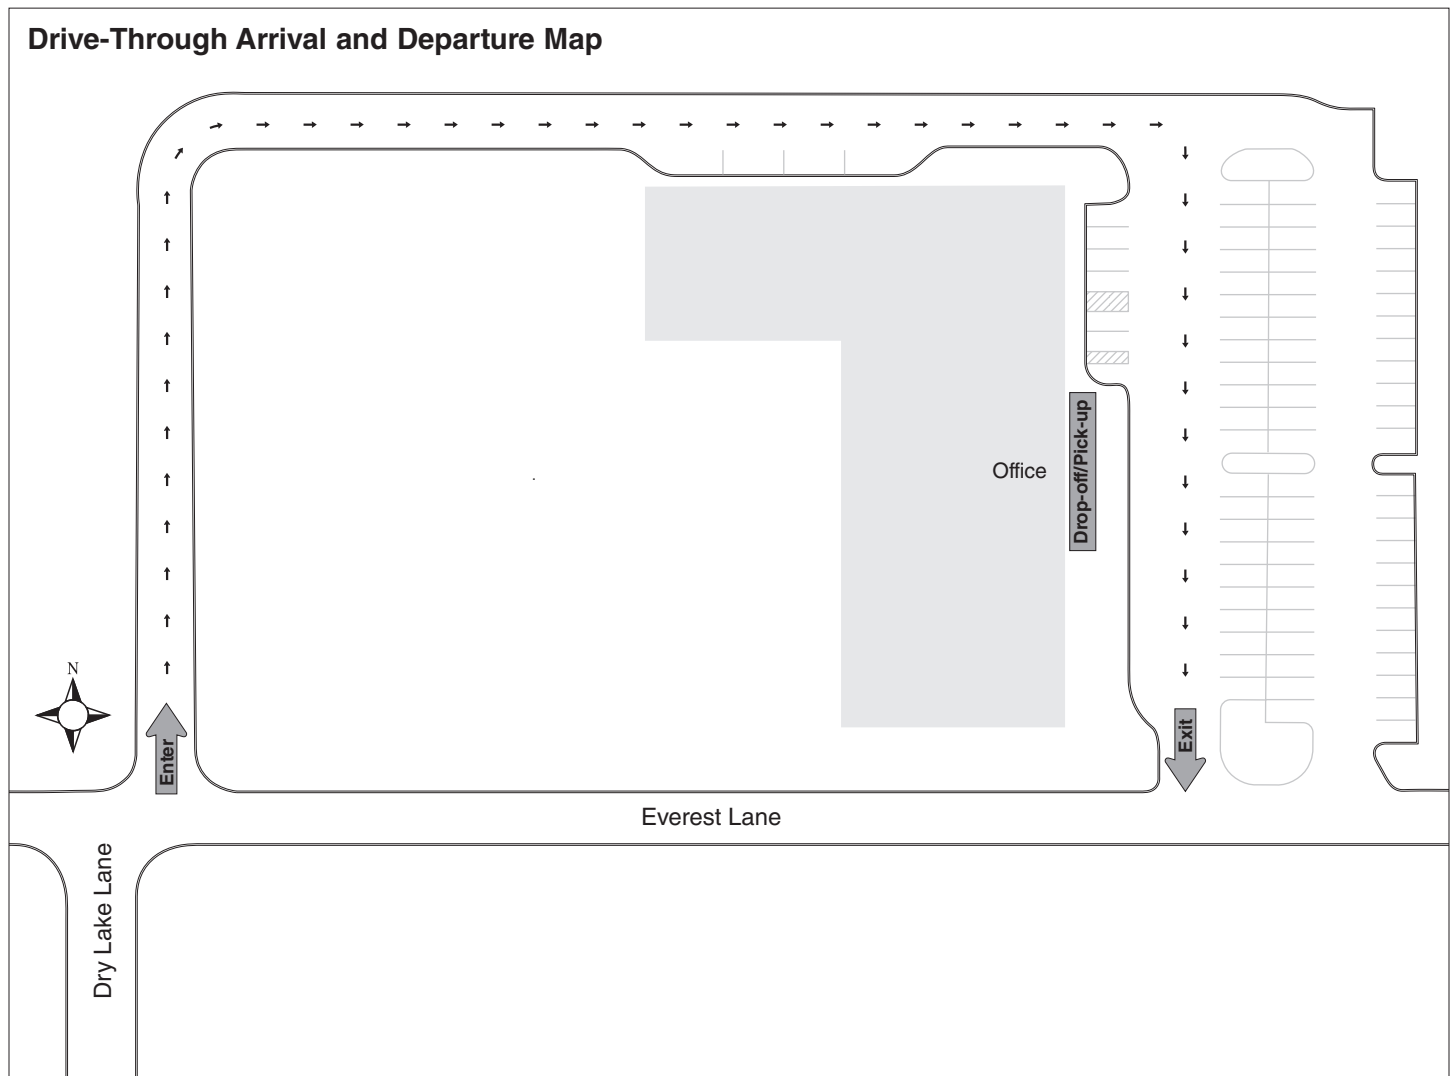 Drive-Through Arrival and Departure Map
Office
Drop-off/Pick-up
N
Enter
Exit
Everest Lane
Dry Lake Lane